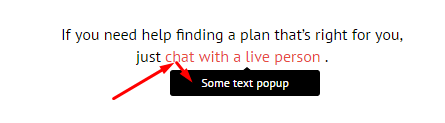 If you need help finding a plan that's right for you,
just chat with a live person .
Some text popup